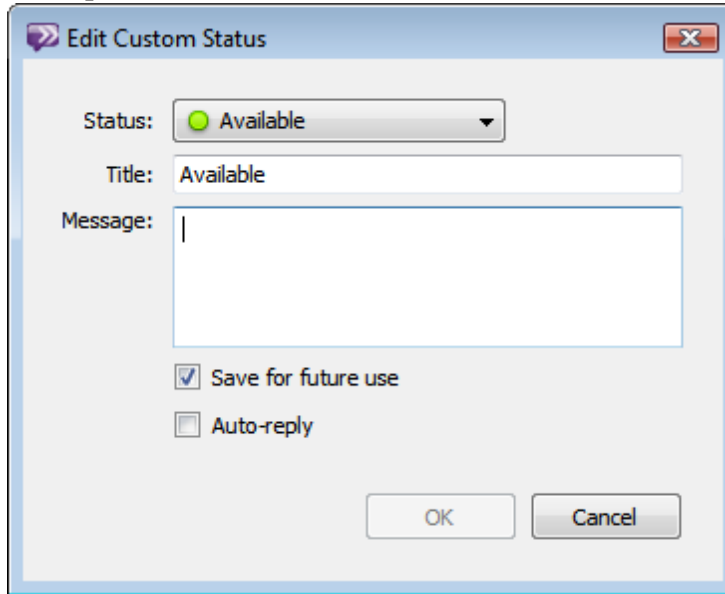 Edit Custom Status
Status: Available
Title: Available
Message:
Save for future use
Auto-reply
OK Cancel